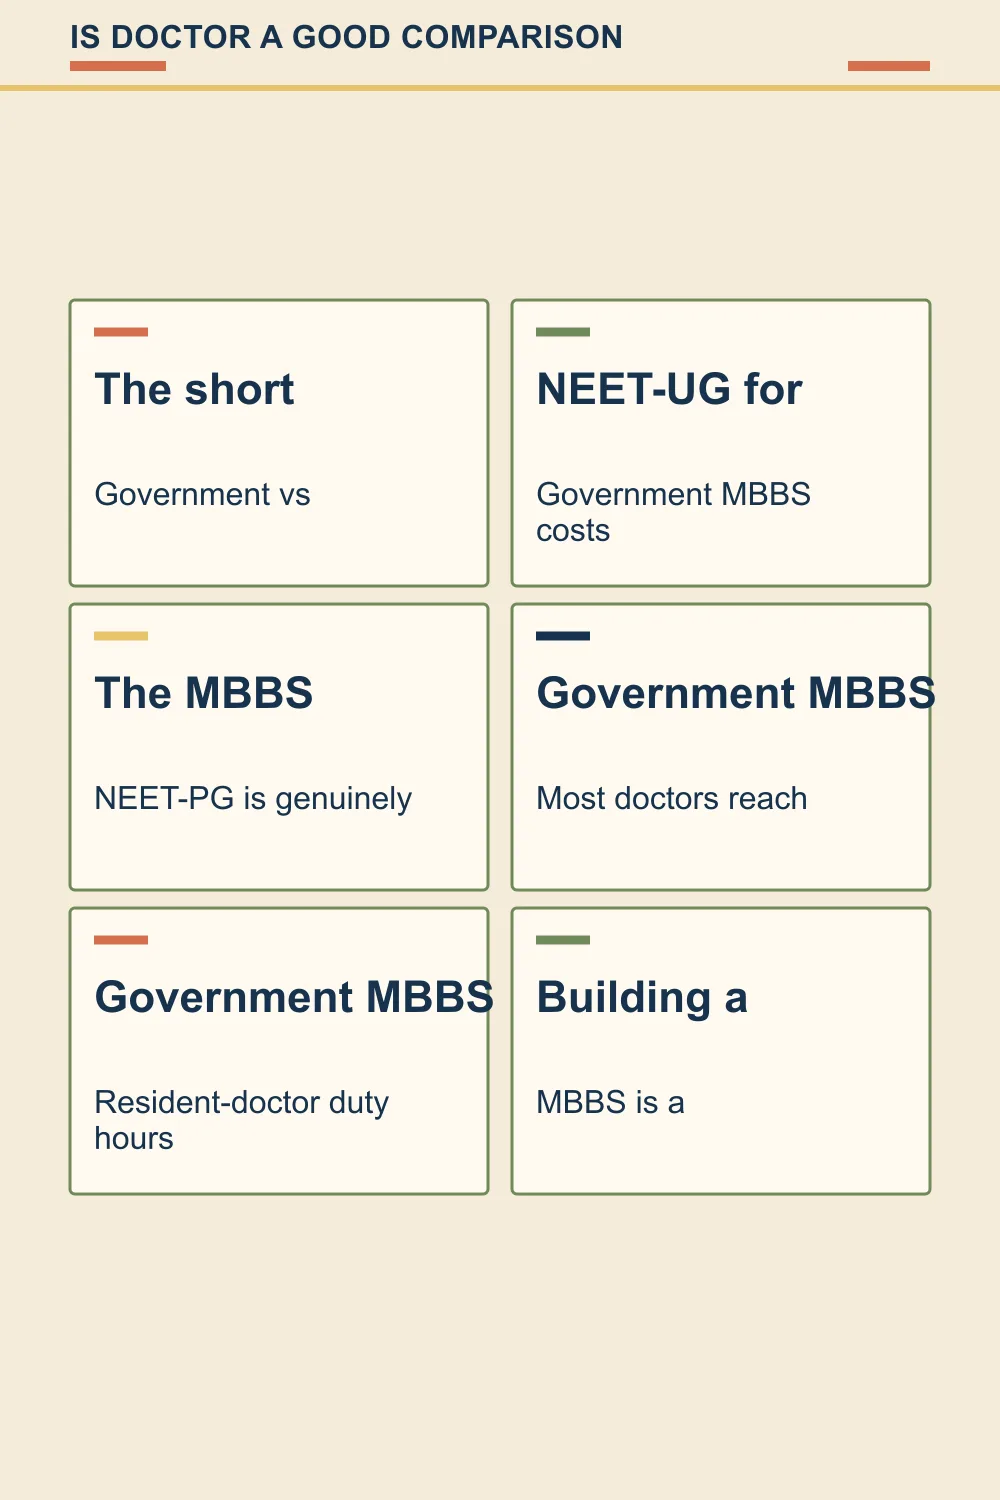 IS DOCTOR A GOOD COMPARISON
The short
Government vs
NEET-UG for
Government MBBS
costs
The MBBS
NEET-PG is genuinely
Government MBBS
Most doctors reach
Government MBBS
Resident-doctor duty
hours
Building a
MBBS is a